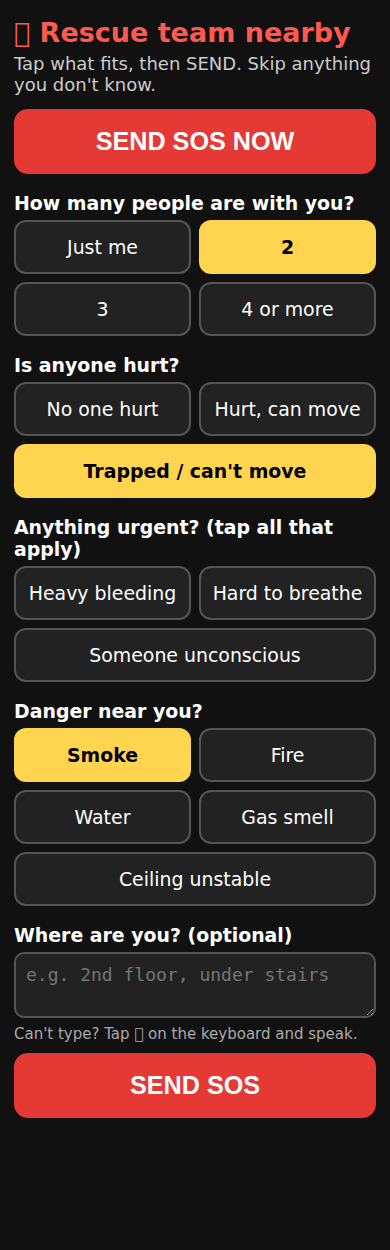 Rescue team nearby
Tap what fits, then SEND. Skip anything
you don't know.
SEND SOS NOW
How many people are with you?
Just me
2
3
4 or more
Is anyone hurt?
No one hurt
Hurt, can move
Trapped / can't move
Anything urgent? (tap all that
apply)
Heavy bleeding
Hard to breathe
Someone unconscious
Danger near you?
Smoke
Fire
Water
Gas smell
Ceiling unstable
Where are you? (optional)
e.g. 2nd floor, under stairs
Can't type? Tap on the keyboard and speak.
SEND SOS